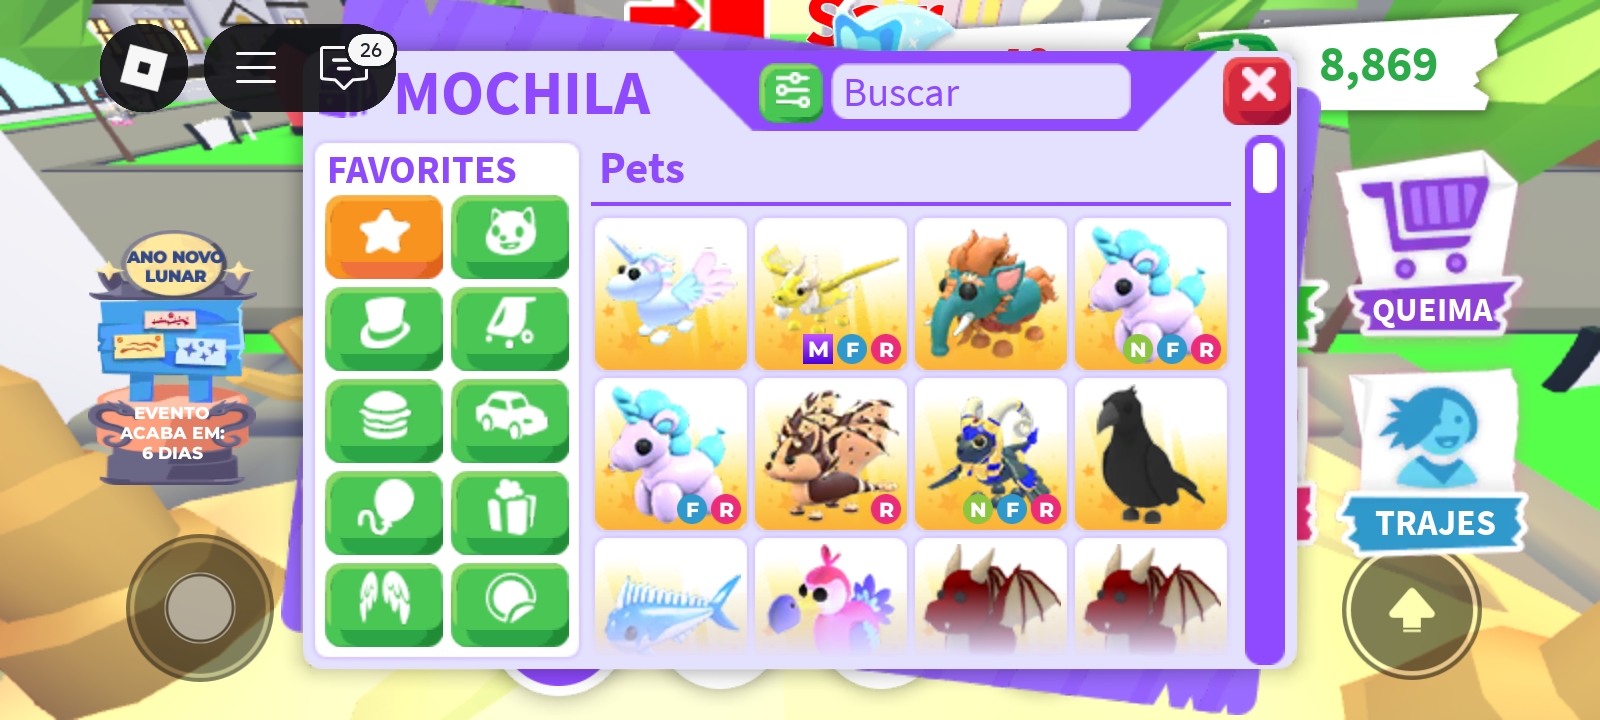 26
MOCHILA
Buscar
8,869
FAVORITES
Pets
ANO NOVO
LUNAR
EVENTO
ACABA EM:
6 DIAS
M F R
N F R
F R
R
N F R
QUEIMA
TRAJES